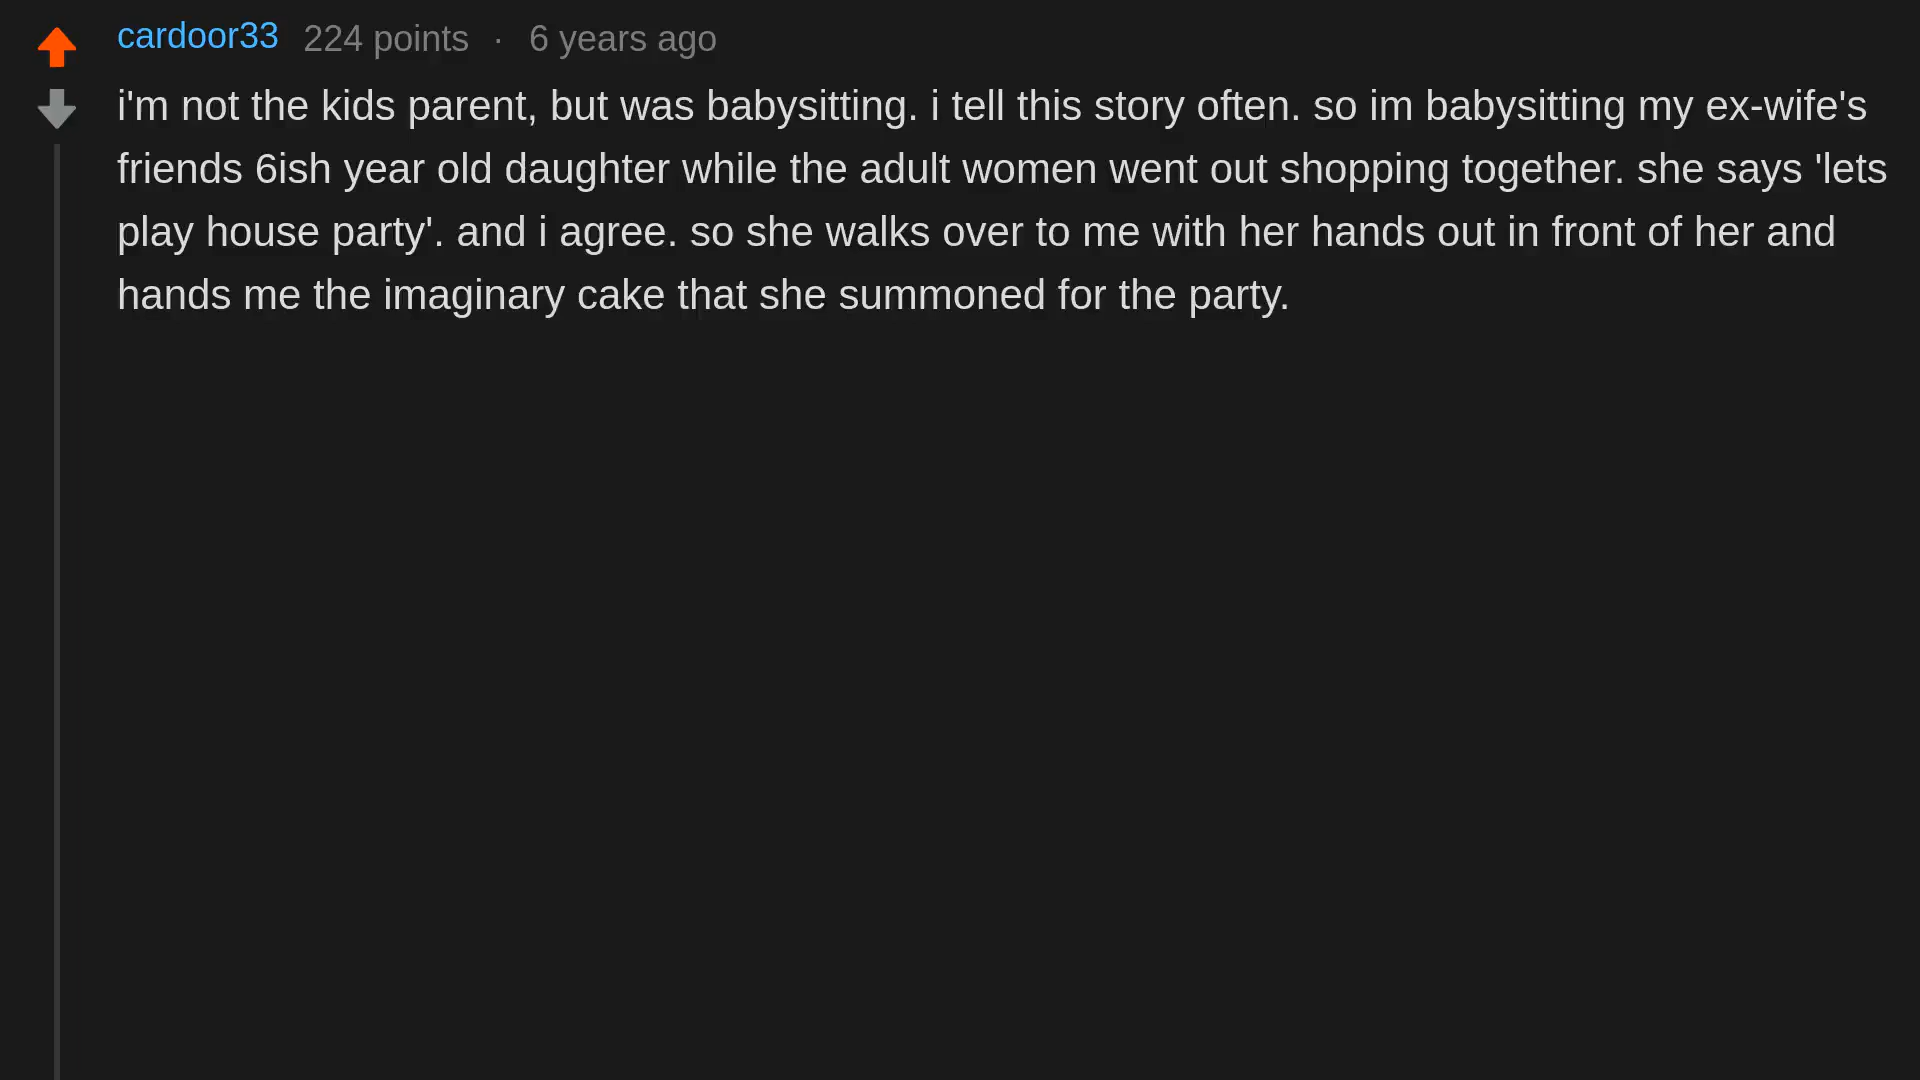 cardoor33 224 points · 6 years ago
i'm not the kids parent, but was babysitting. i tell this story often. so im babysitting my ex-wife's
friends 6ish year old daughter while the adult women went out shopping together. she says 'lets
play house party'. and i agree. so she walks over to me with her hands out in front of her and
hands me the imaginary cake that she summoned for the party.